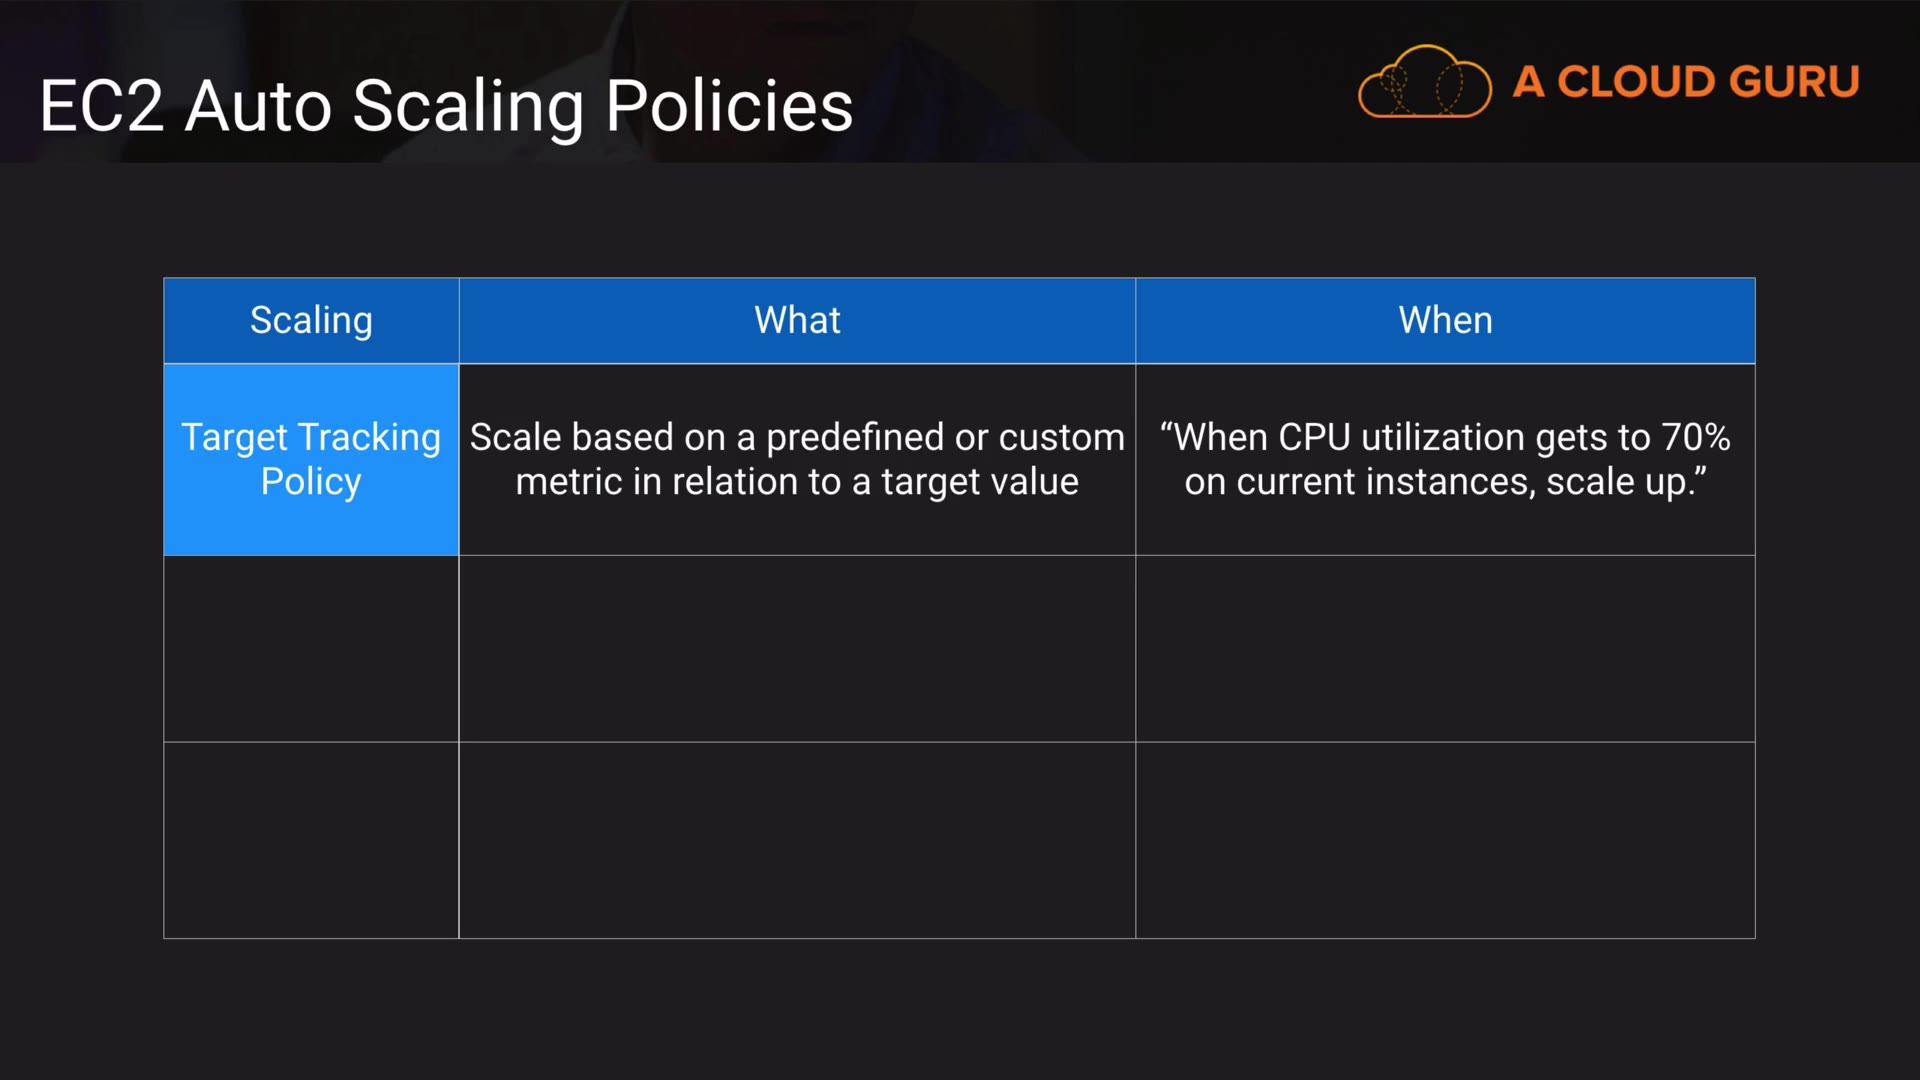 EC2 Auto Scaling Policies
A CLOUD GURU
Scaling
What
When
Target Tracking
Policy
Scale based on a predefined or custom
metric in relation to a target value
“When CPU utilization gets to 70%
on current instances, scale up.”